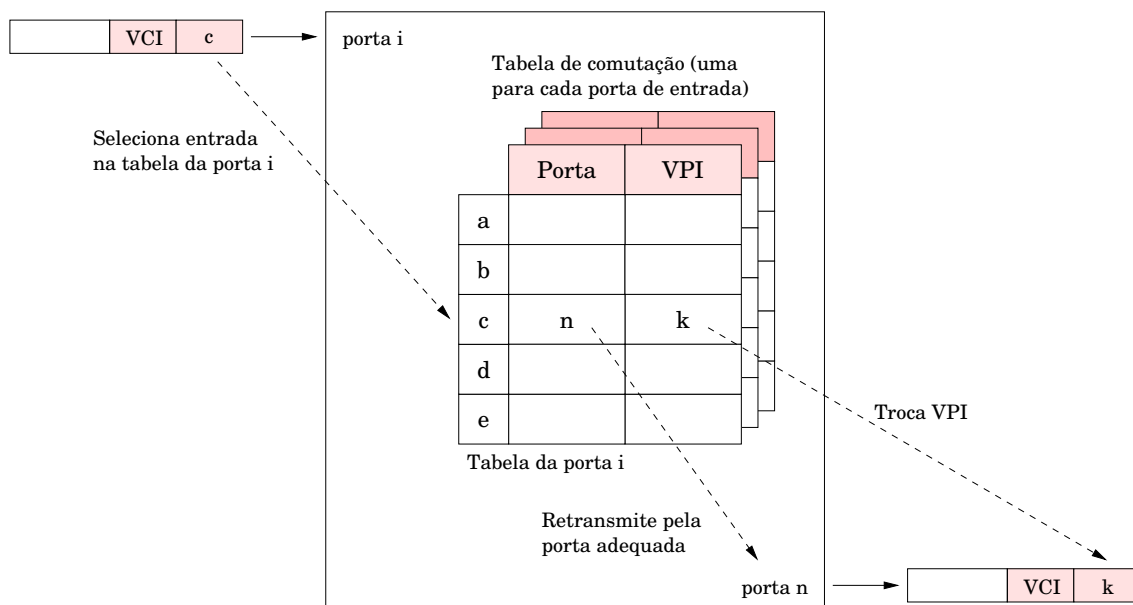 VCI c
porta i
Tabela de comutação (uma
para cada porta de entrada)
Seleciona entrada
na tabela da porta i
Porta VPI
a
b
c n k
d
e
Tabela da porta i
Troca VPI
Retransmite pela
porta adequada
porta n
VCI k